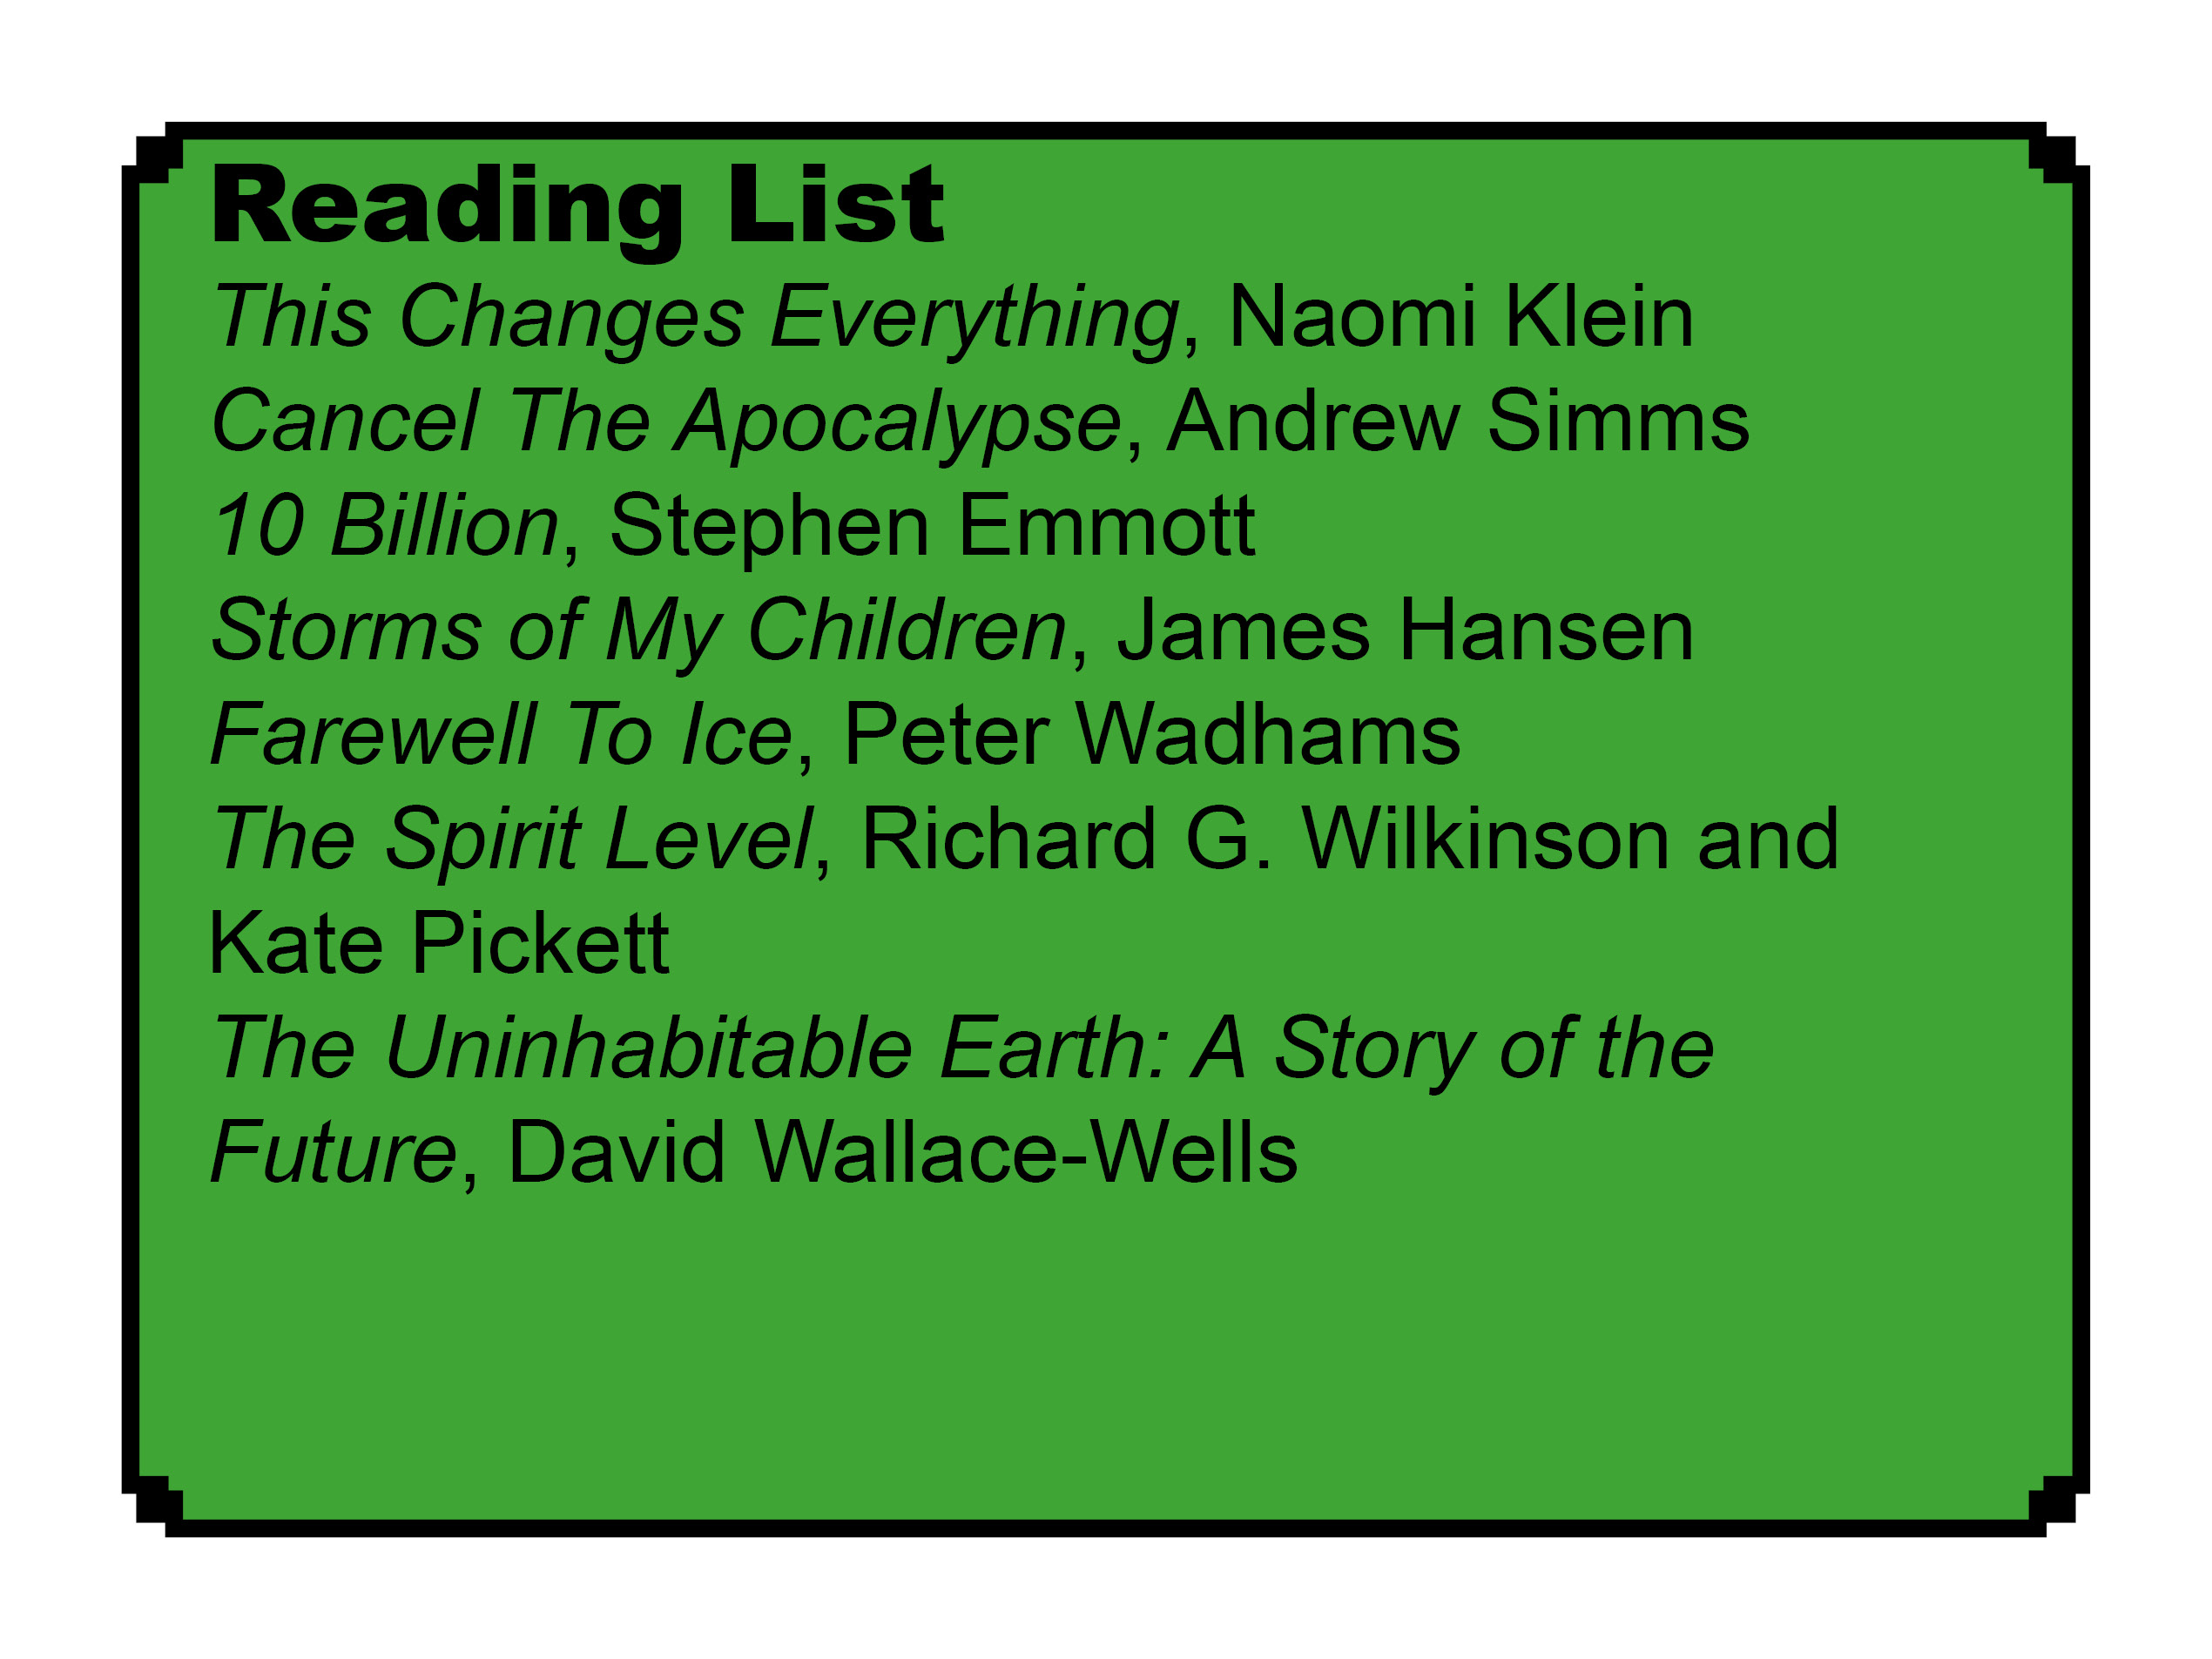 Reading List
This Changes Everything, Naomi Klein
Cancel The Apocalypse, Andrew Simms
10 Billion, Stephen Emmott
Storms of My Children, James Hansen
Farewell To Ice, Peter Wadhams
The Spirit Level, Richard G. Wilkinson and
Kate Pickett
The Uninhabitable Earth: A Story of the
Future, David Wallace-Wells